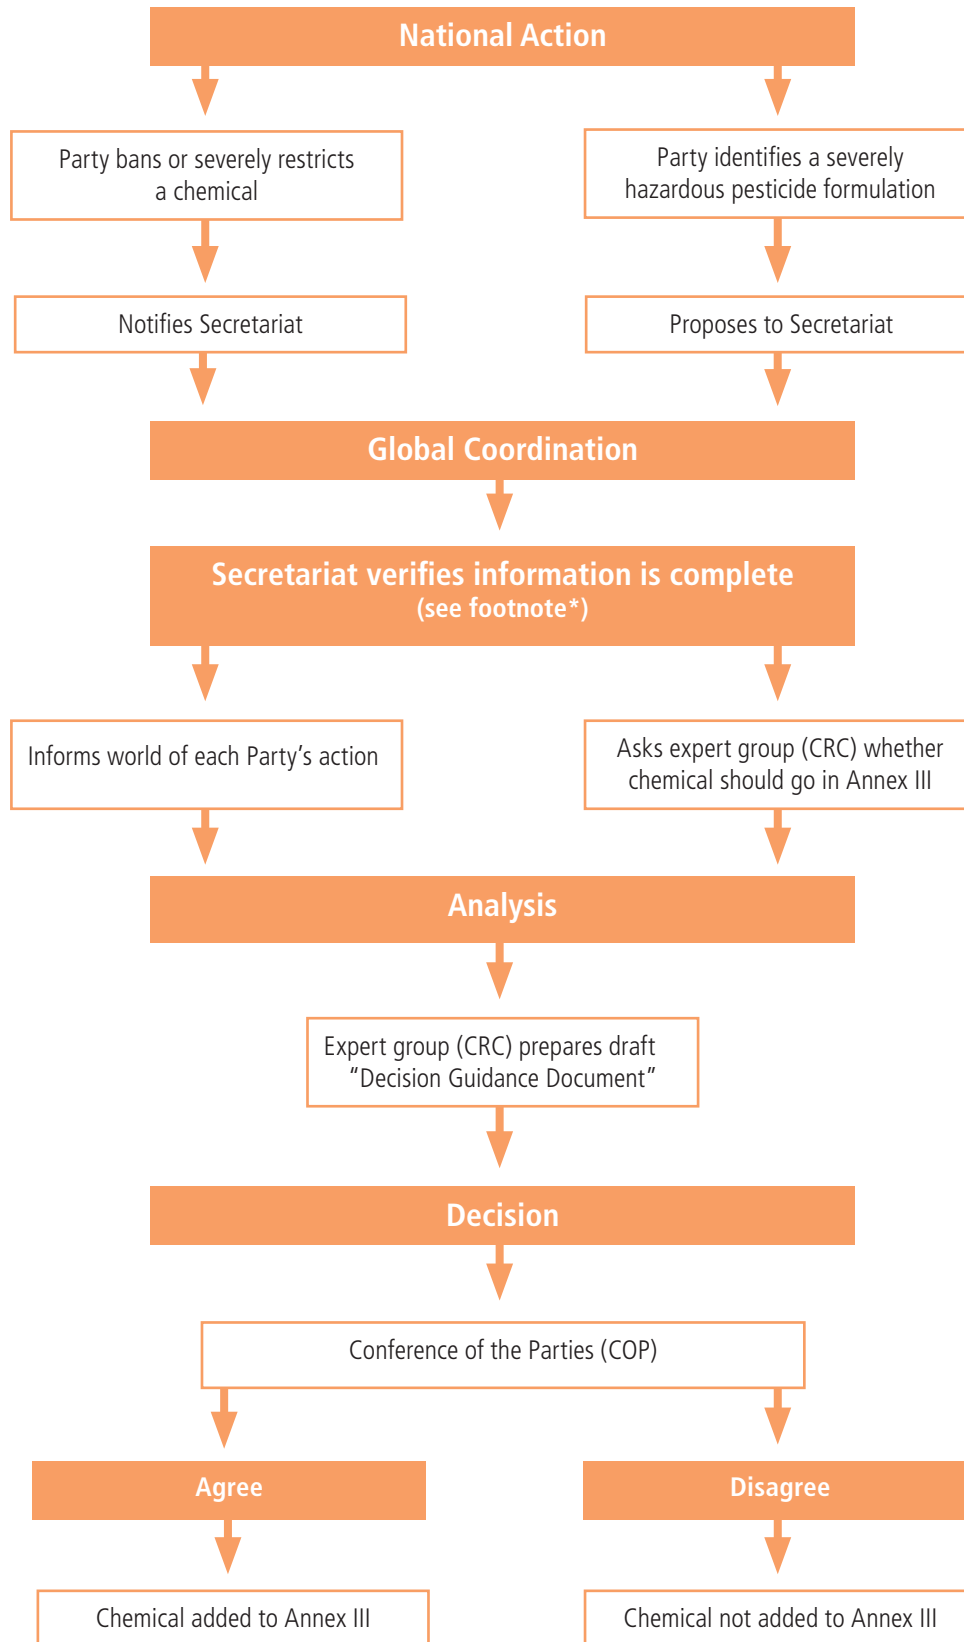 National Action
Party bans or severely restricts
a chemical
Party identifies a severely
hazardous pesticide formulation
Notifies Secretariat
Proposes to Secretariat
Global Coordination
Secretariat verifies information is complete
(see footnote*)
Informs world of each Party’s action
Asks expert group (CRC) whether
chemical should go in Annex III
Analysis
Expert group (CRC) prepares draft
“Decision Guidance Document”
Decision
Conference of the Parties (COP)
Agree
Disagree
Chemical added to Annex III
Chemical not added to Annex III